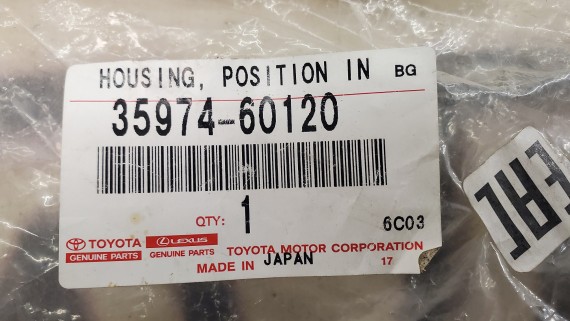 HOUSING, POSITION IN BG
35974-60120
QTY: 1
6C03
TOYOTA
GENUINE PARTS
LEXUS
GENUINE PARTS
TOYOTA MOTOR CORPORATION
MADE IN JAPAN 17